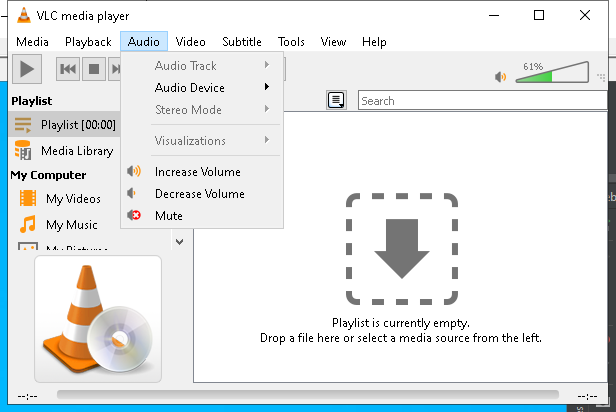 VLC media player
Media Playback Audio Video Subtitle Tools View Help
61%
Audio Track
Audio Device
Stereo Mode
Visualizations
Increase Volume
Decrease Volume
Mute
Search
Playlist
Playlist [00:00]
Media Library
My Computer
My Videos
My Music
My Pictures
Playlist is currently empty.
Drop a file here or select a media source from the left.
--:-- --:--